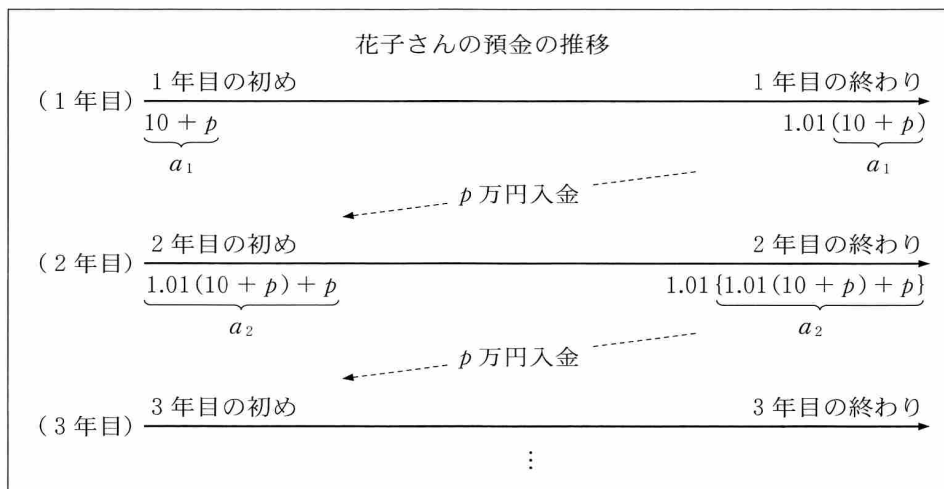 花子さんの預金の推移
1年目の初め 1年目の終わり
(1年目)
10 + p 1.01(10 + p)
a₁ a₁
p万円入金
2年目の初め 2年目の終わり
(2年目)
1.01(10 + p) + p 1.01{1.01(10 + p) + p}
a₂ a₂
p万円入金
3年目の初め 3年目の終わり
(3年目)
⋮